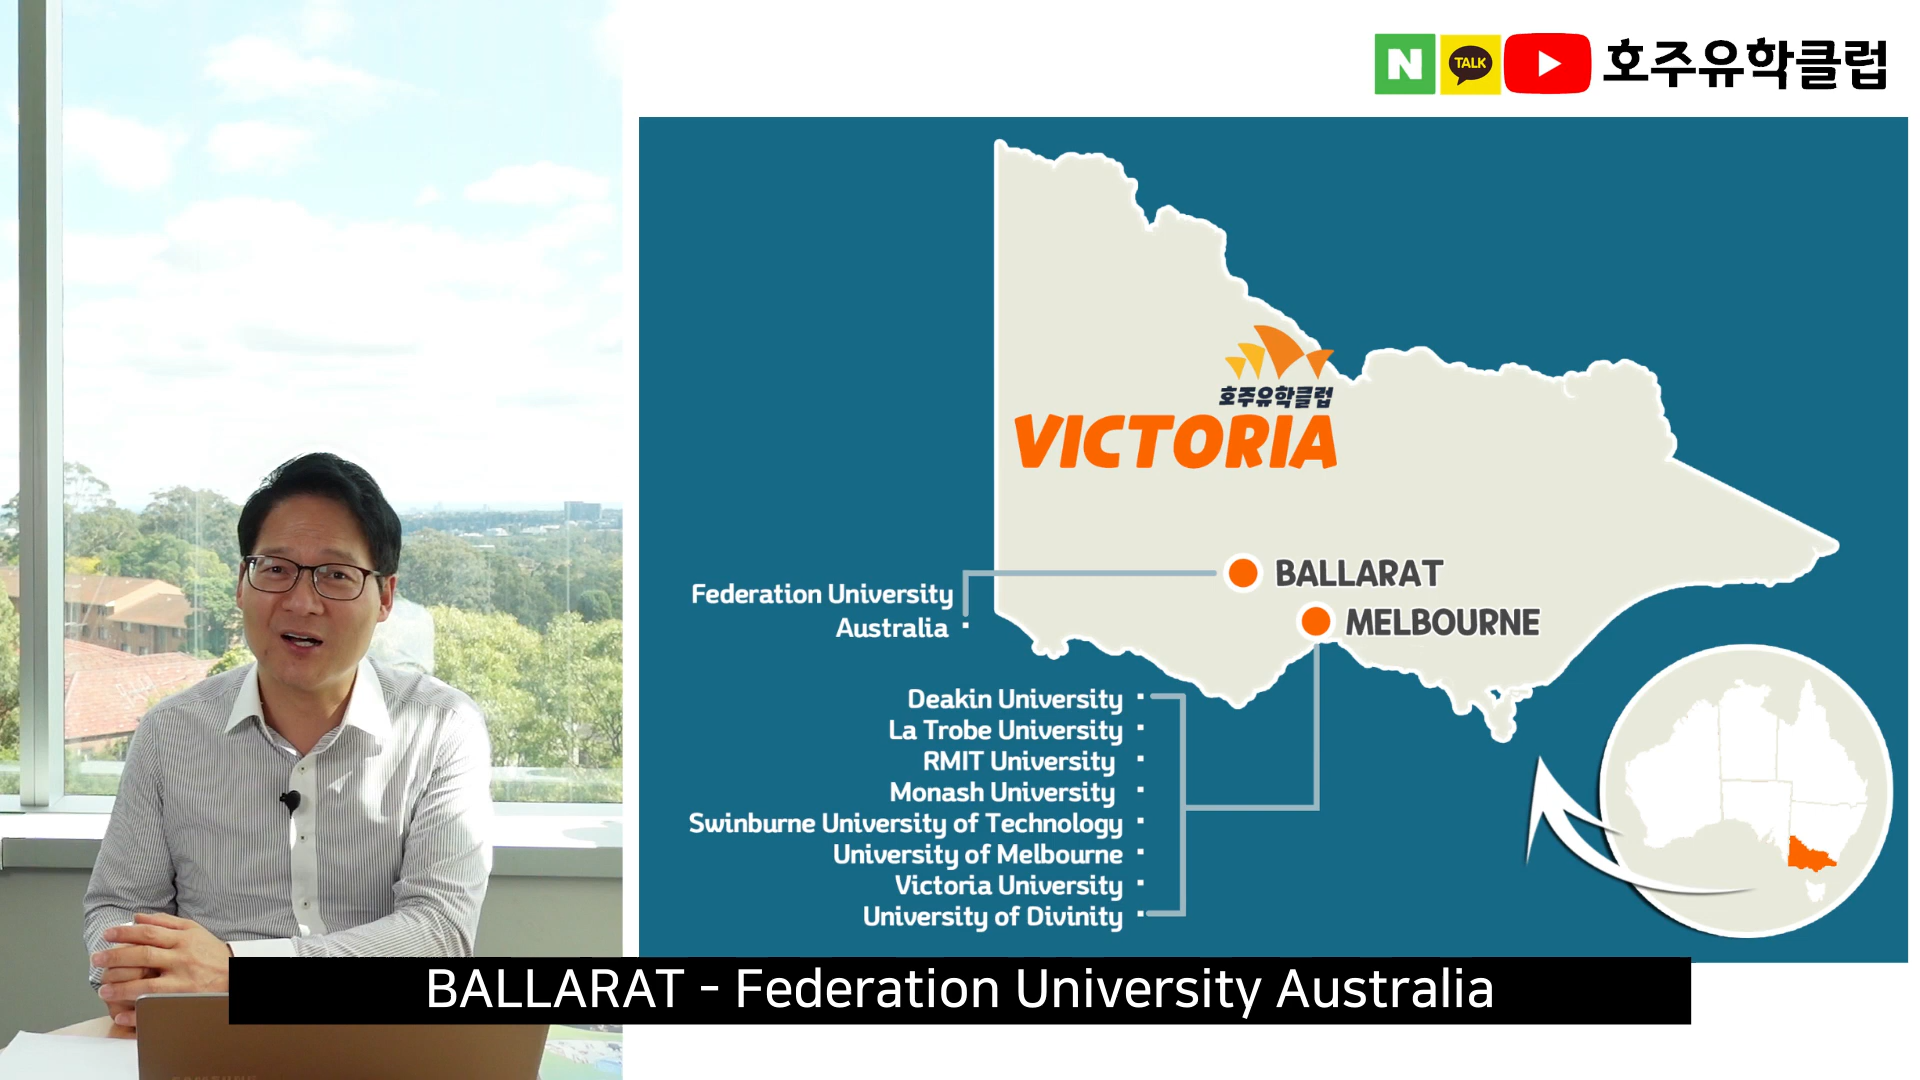 N TALK 호주유학클럽
호주유학클럽
VICTORIA
BALLARAT
MELBOURNE
Federation University
Australia
Deakin University
La Trobe University
RMIT University
Monash University
Swinburne University of Technology
University of Melbourne
Victoria University
University of Divinity
BALLARAT - Federation University Australia